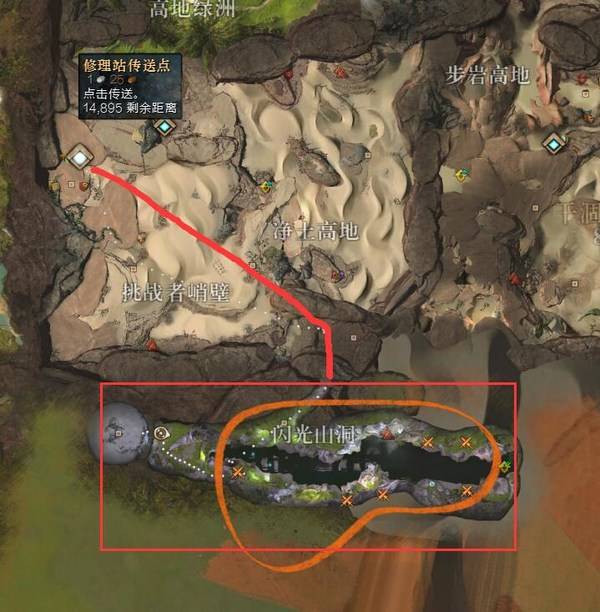 高地绿洲
修理站传送点
1 25
点击传送。
14,895 剩余距离
步岩高地
净土高地
挑战者峭壁
闪光山洞